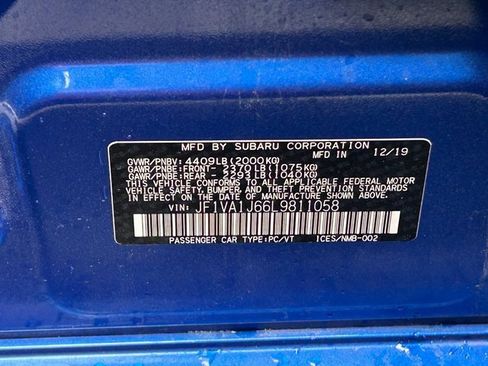 MFD BY SUBARU CORPORATION 12/19
GVWR/PNBV: 4409LB(2000KG)
GAWR/PNBE:FRONT- 2370LB(1075KG)
GAWR/PNBE:REAR - 2293LB(1040KG)
THIS VEHICLE CONFORMS TO ALL APPLICABLE FEDERAL MOTOR
VEHICLE SAFETY, BUMPER, AND THEFT PREVENTION STANDARDS
IN EFFECT ON THE DATE OF MANUFACTURE SHOWN ABOVE.
VIN: JF1VA1J66L9811058
PASSENGER CAR TYPE:PC/VT ICES/NMB-002